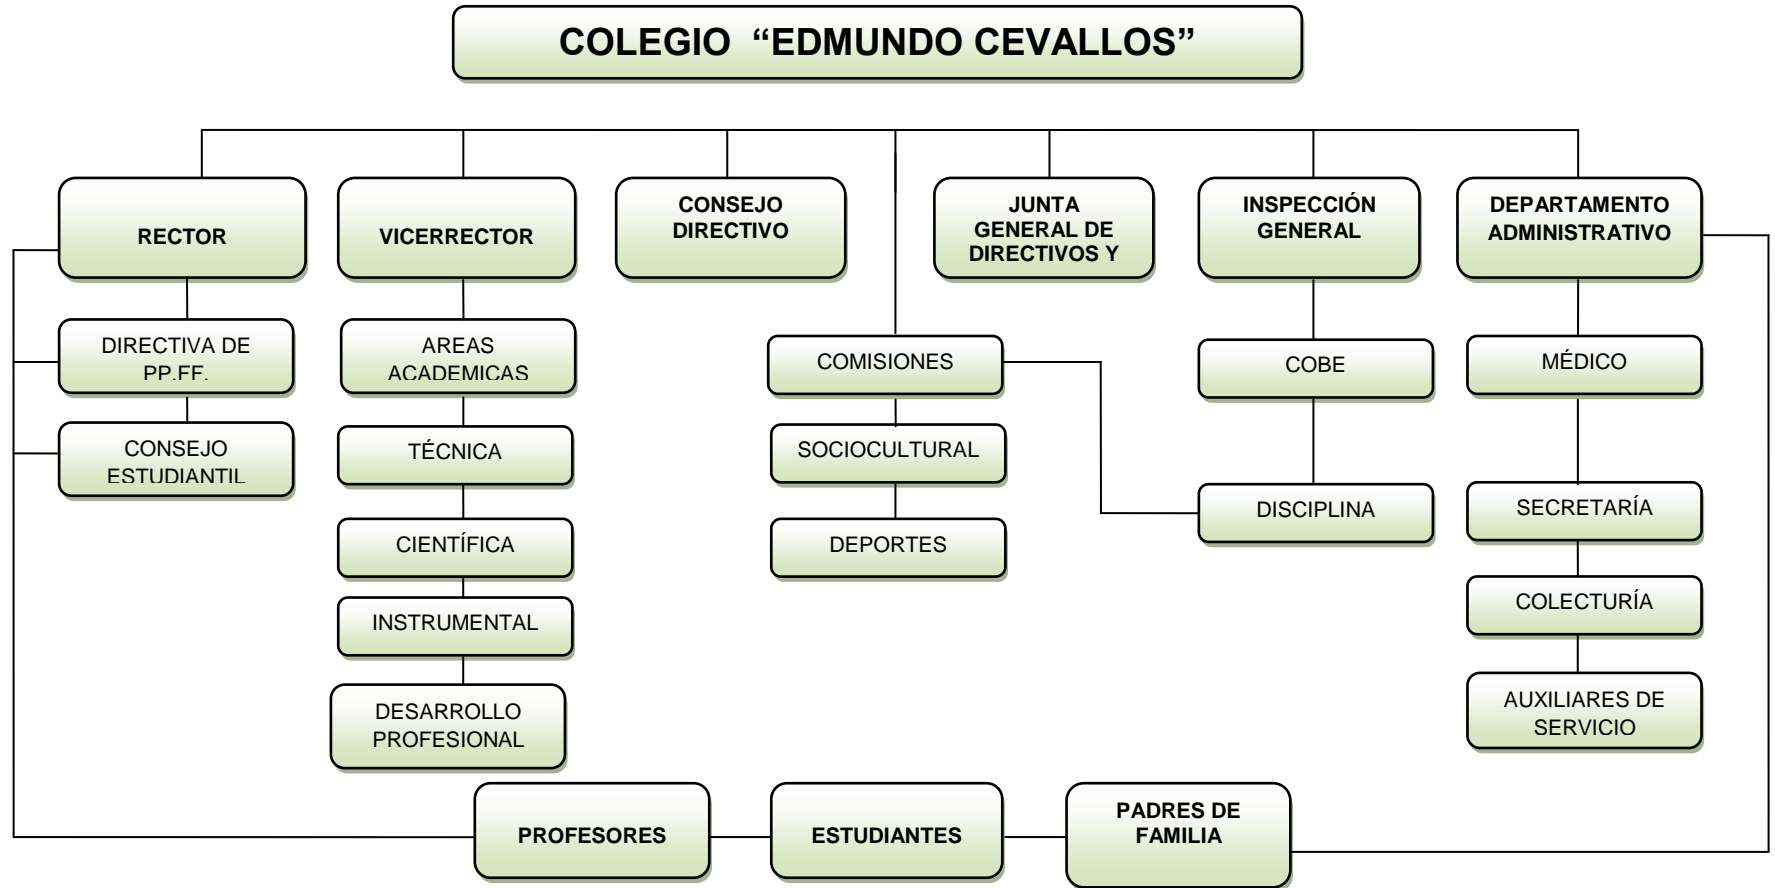 COLEGIO “EDMUNDO CEVALLOS”
RECTOR
VICERRECTOR
CONSEJO
DIRECTIVO
JUNTA
GENERAL DE
DIRECTIVOS Y
INSPECCIÓN
GENERAL
DEPARTAMENTO
ADMINISTRATIVO
DIRECTIVA DE
PP.FF.
CONSEJO
ESTUDIANTIL
AREAS
ACADEMICAS
TÉCNICA
CIENTÍFICA
INSTRUMENTAL
DESARROLLO
PROFESIONAL
COMISIONES
SOCIOCULTURAL
DEPORTES
COBE
DISCIPLINA
MÉDICO
SECRETARÍA
COLECTURÍA
AUXILIARES DE
SERVICIO
PROFESORES
ESTUDIANTES
PADRES DE
FAMILIA